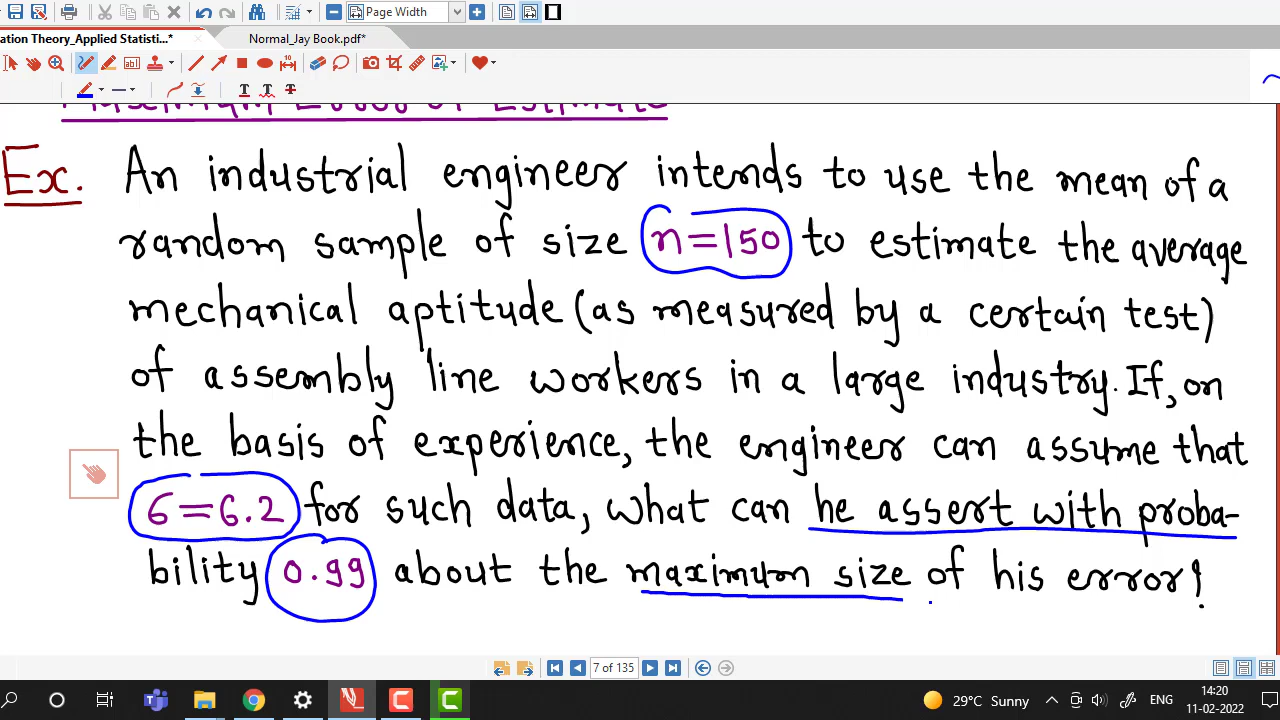 Page Width
ation Theory_Applied Statisti...*
Normal_Jay Book.pdf*
Maximum Error of Estimate
Ex. An industrial engineer intends to use the mean of a
random sample of size n=150 to estimate the average
mechanical aptitude (as measured by a certain test)
of assembly line workers in a large industry. If, on
the basis of experience, the engineer can assume that
σ=6.2 for such data, what can he assert with proba-
bility 0.99 about the maximum size of his error?
7 of 135
29°C Sunny
ENG
14:20
11-02-2022